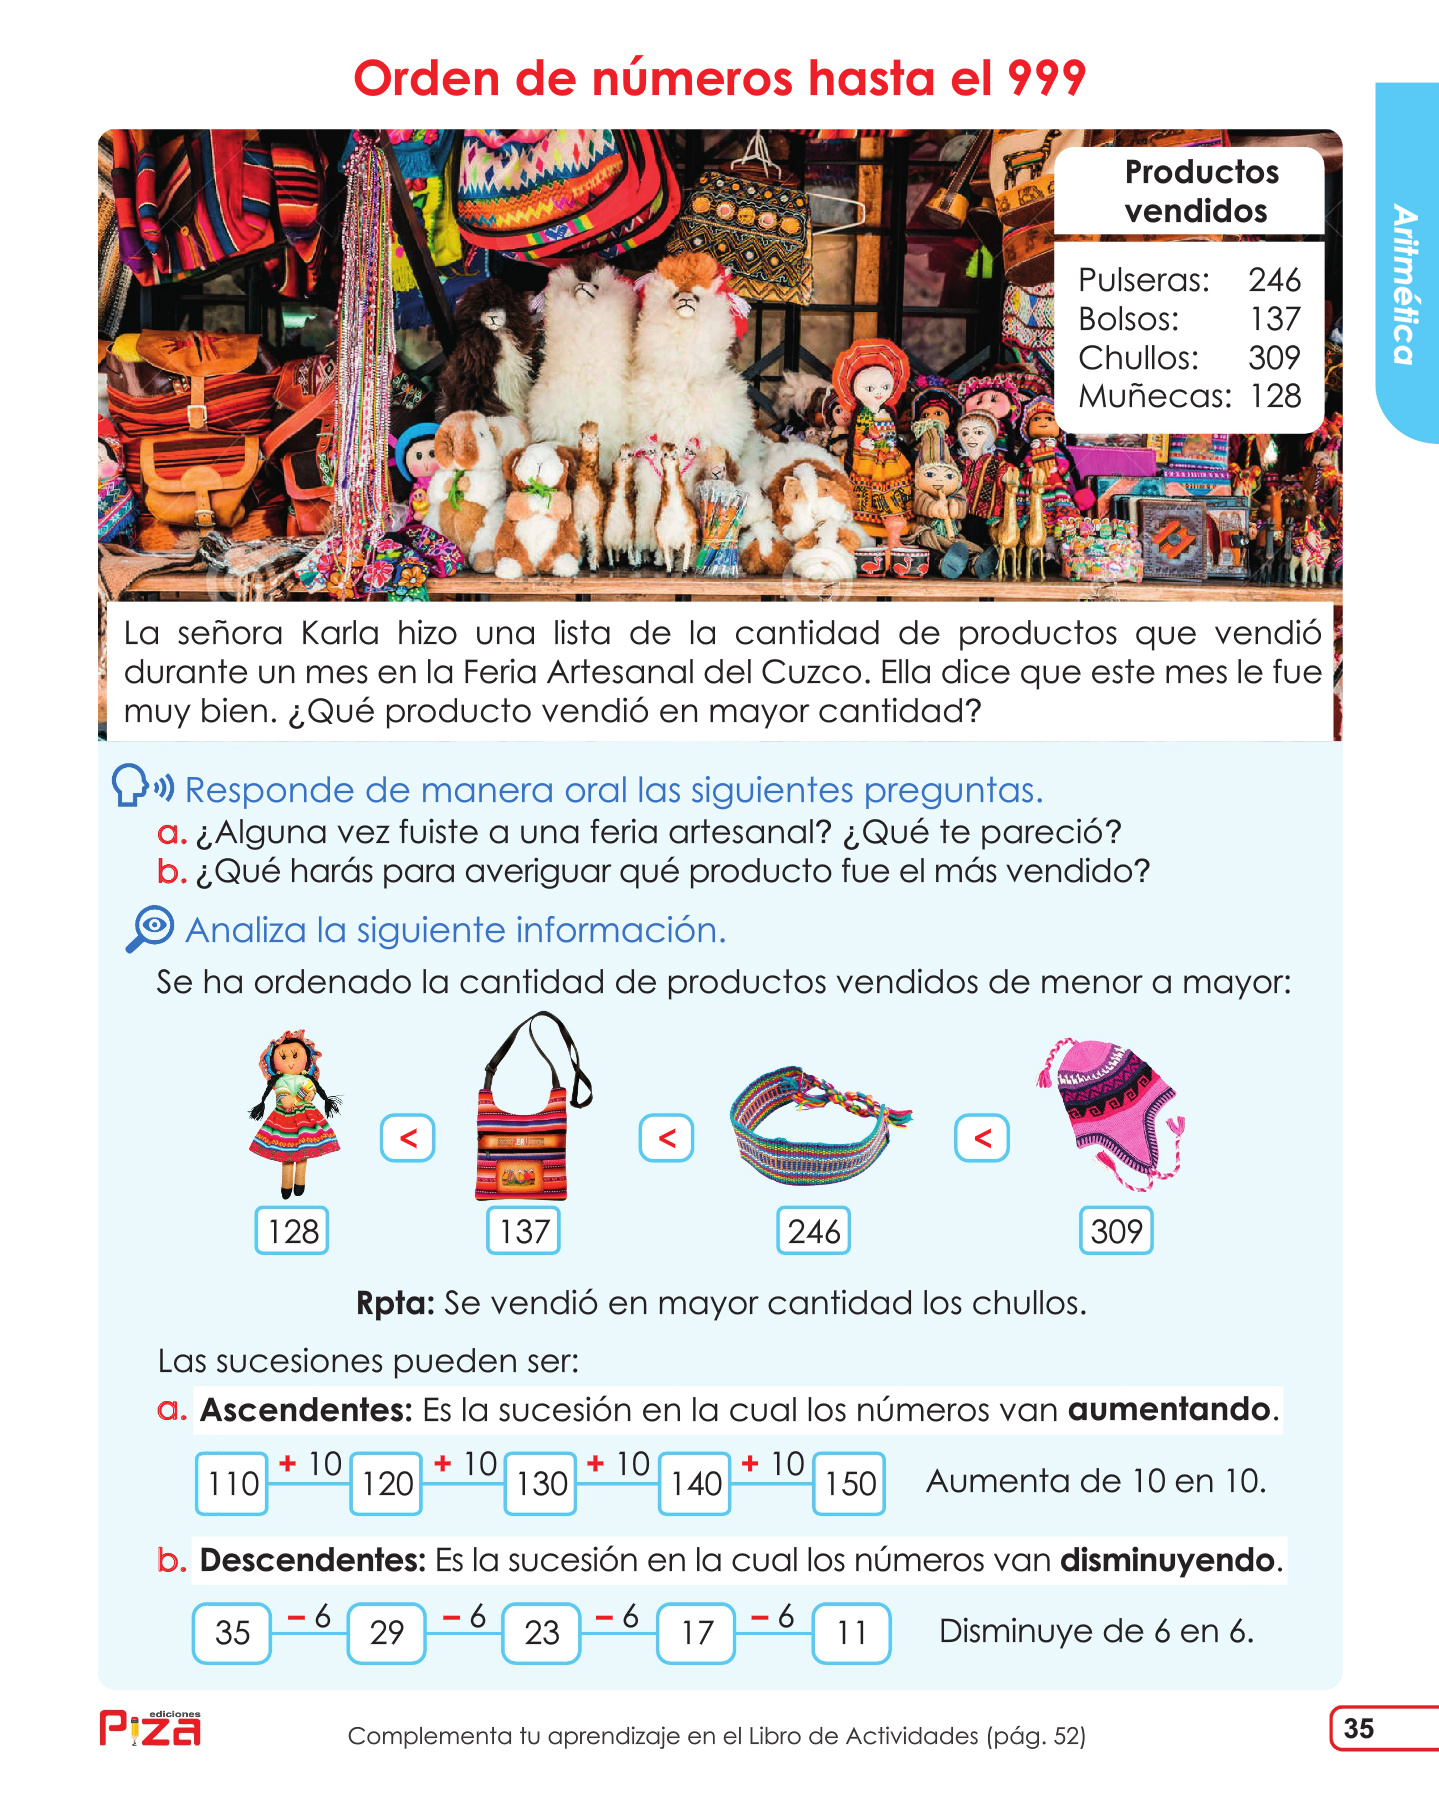 Orden de números hasta el 999
Aritmética
Productos
vendidos
Pulseras: 246
Bolsos: 137
Chullos: 309
Muñecas: 128
La señora Karla hizo una lista de la cantidad de productos que vendió
durante un mes en la Feria Artesanal del Cuzco. Ella dice que este mes le fue
muy bien. ¿Qué producto vendió en mayor cantidad?
Responde de manera oral las siguientes preguntas.
a. ¿Alguna vez fuiste a una feria artesanal? ¿Qué te pareció?
b. ¿Qué harás para averiguar qué producto fue el más vendido?
Analiza la siguiente información.
Se ha ordenado la cantidad de productos vendidos de menor a mayor:
< < <
128 137 246 309
Rpta: Se vendió en mayor cantidad los chullos.
Las sucesiones pueden ser:
a. Ascendentes: Es la sucesión en la cual los números van aumentando.
110 + 10 120 + 10 130 + 10 140 + 10 150 Aumenta de 10 en 10.
b. Descendentes: Es la sucesión en la cual los números van disminuyendo.
35 – 6 29 – 6 23 – 6 17 – 6 11 Disminuye de 6 en 6.
ediciones
Piza
Complementa tu aprendizaje en el Libro de Actividades (pág. 52)
35